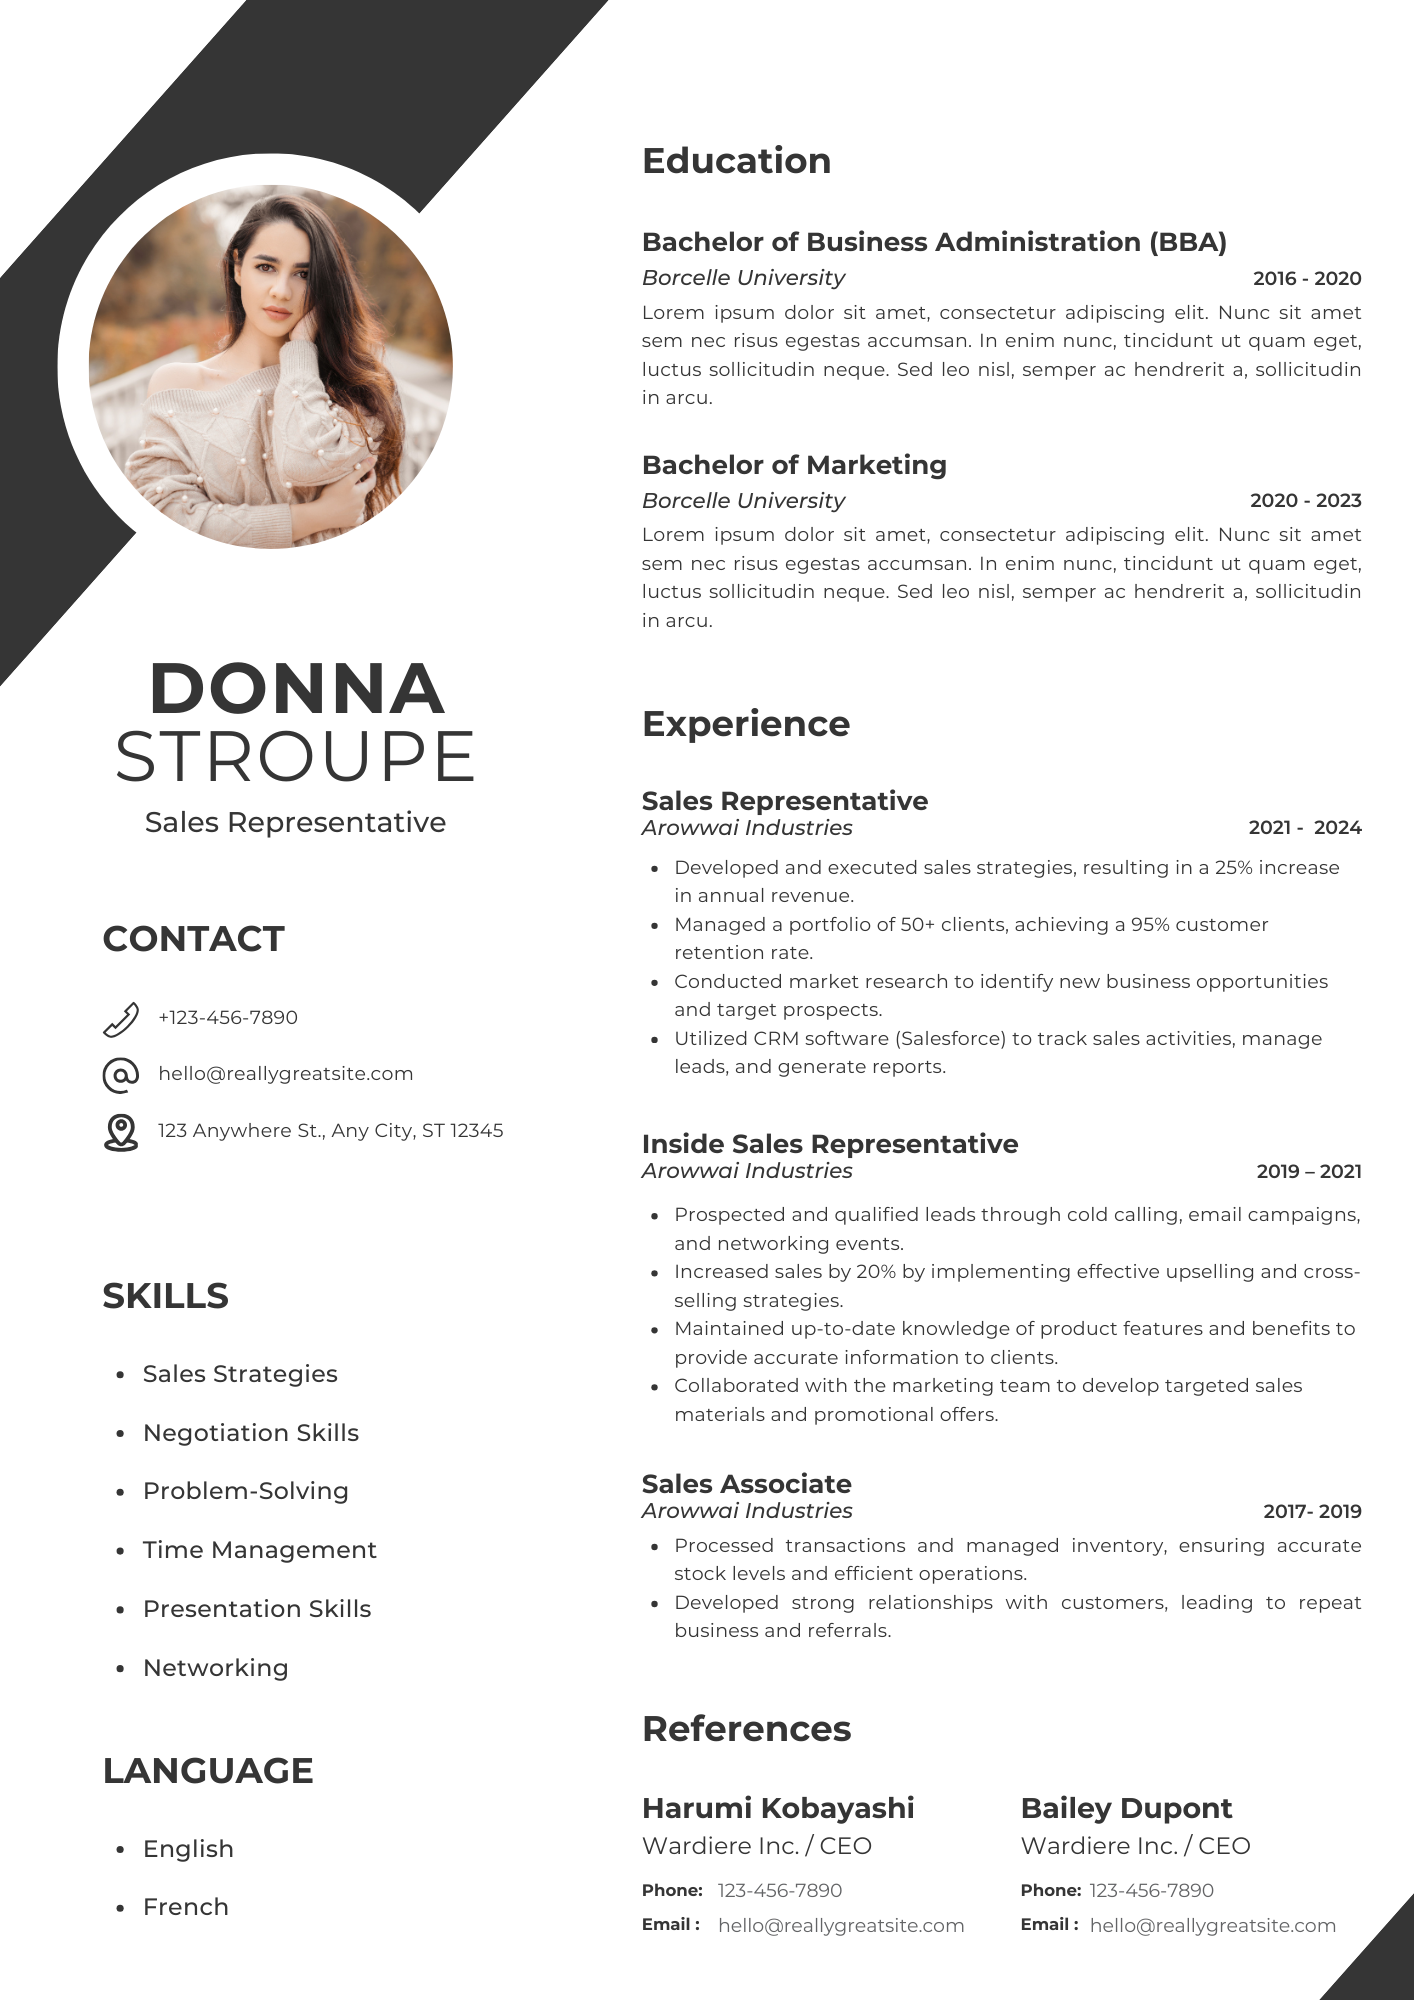 DONNA
STROUPE
Sales Representative
CONTACT
+123-456-7890
hello@reallygreatsite.com
123 Anywhere St., Any City, ST 12345
SKILLS
• Sales Strategies
• Negotiation Skills
• Problem-Solving
• Time Management
• Presentation Skills
• Networking
LANGUAGE
• English
• French
Education
Bachelor of Business Administration (BBA)
Borcelle University 2016 - 2020
Lorem ipsum dolor sit amet, consectetur adipiscing elit. Nunc sit amet
sem nec risus egestas accumsan. In enim nunc, tincidunt ut quam eget,
luctus sollicitudin neque. Sed leo nisl, semper ac hendrerit a, sollicitudin
in arcu.
Bachelor of Marketing
Borcelle University 2020 - 2023
Lorem ipsum dolor sit amet, consectetur adipiscing elit. Nunc sit amet
sem nec risus egestas accumsan. In enim nunc, tincidunt ut quam eget,
luctus sollicitudin neque. Sed leo nisl, semper ac hendrerit a, sollicitudin
in arcu.
Experience
Sales Representative
Arowwai Industries 2021 - 2024
• Developed and executed sales strategies, resulting in a 25% increase
in annual revenue.
• Managed a portfolio of 50+ clients, achieving a 95% customer
retention rate.
• Conducted market research to identify new business opportunities
and target prospects.
• Utilized CRM software (Salesforce) to track sales activities, manage
leads, and generate reports.
Inside Sales Representative
Arowwai Industries 2019 – 2021
• Prospected and qualified leads through cold calling, email campaigns,
and networking events.
• Increased sales by 20% by implementing effective upselling and cross-
selling strategies.
• Maintained up-to-date knowledge of product features and benefits to
provide accurate information to clients.
• Collaborated with the marketing team to develop targeted sales
materials and promotional offers.
Sales Associate
Arowwai Industries 2017- 2019
• Processed transactions and managed inventory, ensuring accurate
stock levels and efficient operations.
• Developed strong relationships with customers, leading to repeat
business and referrals.
References
Harumi Kobayashi
Wardiere Inc. / CEO
Phone: 123-456-7890
Email : hello@reallygreatsite.com
Bailey Dupont
Wardiere Inc. / CEO
Phone: 123-456-7890
Email : hello@reallygreatsite.com